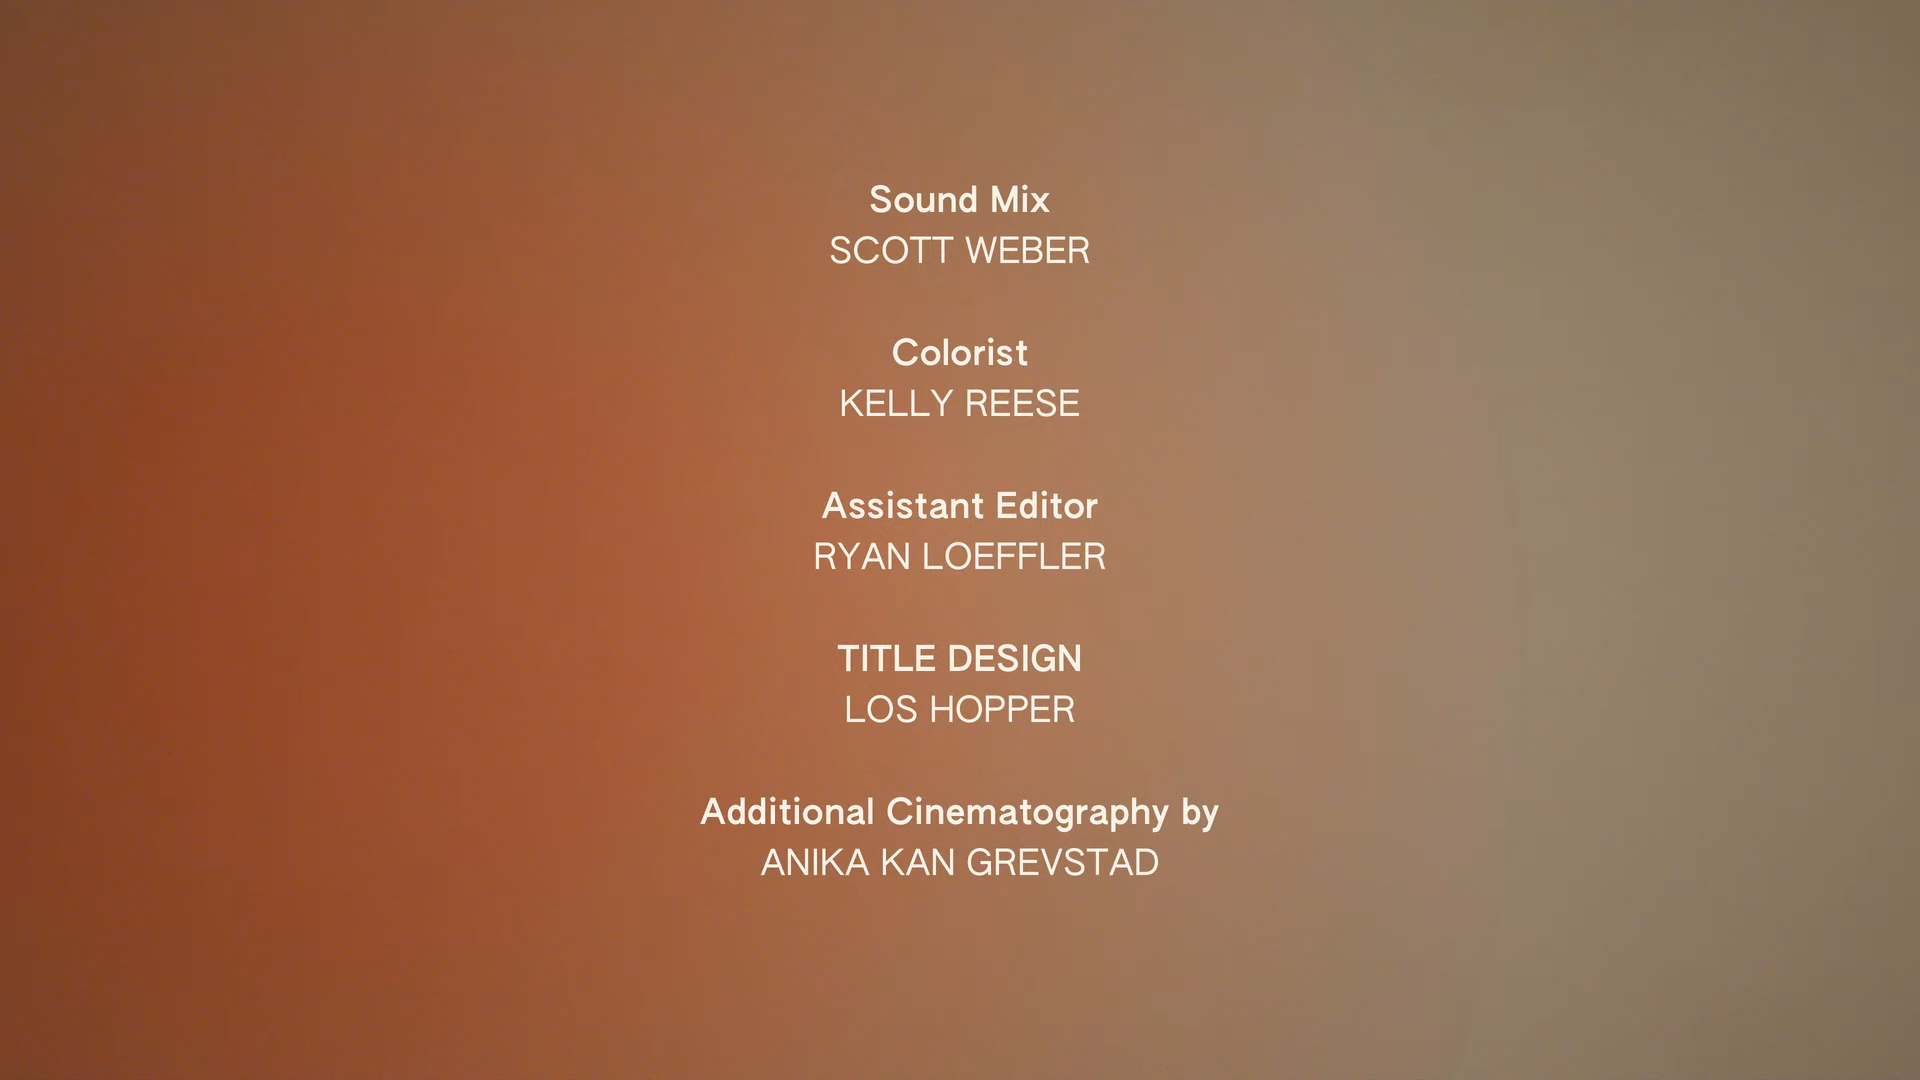 Sound Mix
SCOTT WEBER
Colorist
KELLY REESE
Assistant Editor
RYAN LOEFFLER
TITLE DESIGN
LOS HOPPER
Additional Cinematography by
ANIKA KAN GREVSTAD